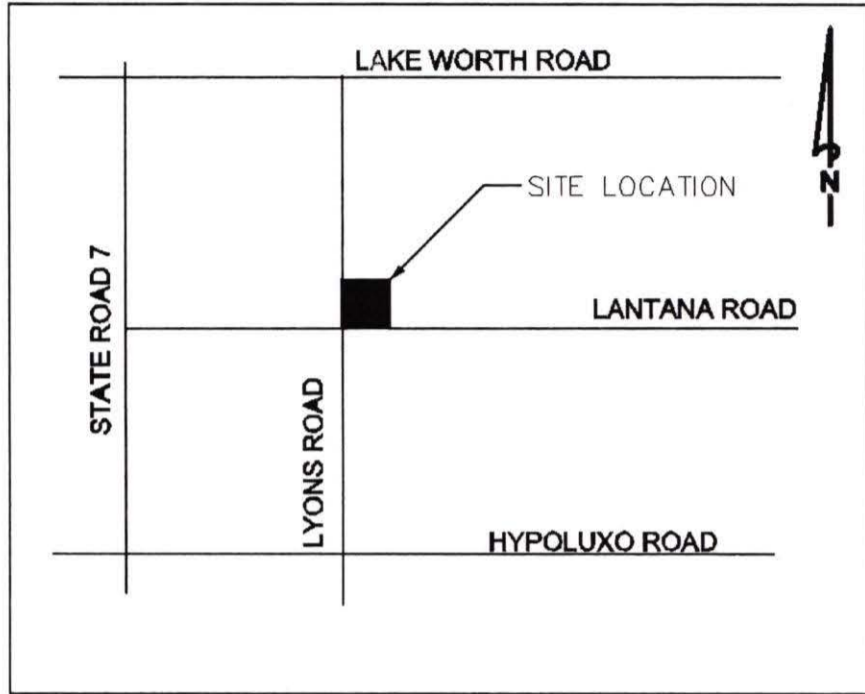 LAKE WORTH ROAD
SITE LOCATION
N
STATE ROAD 7
LANTANA ROAD
LYONS ROAD
HYPOLUXO ROAD